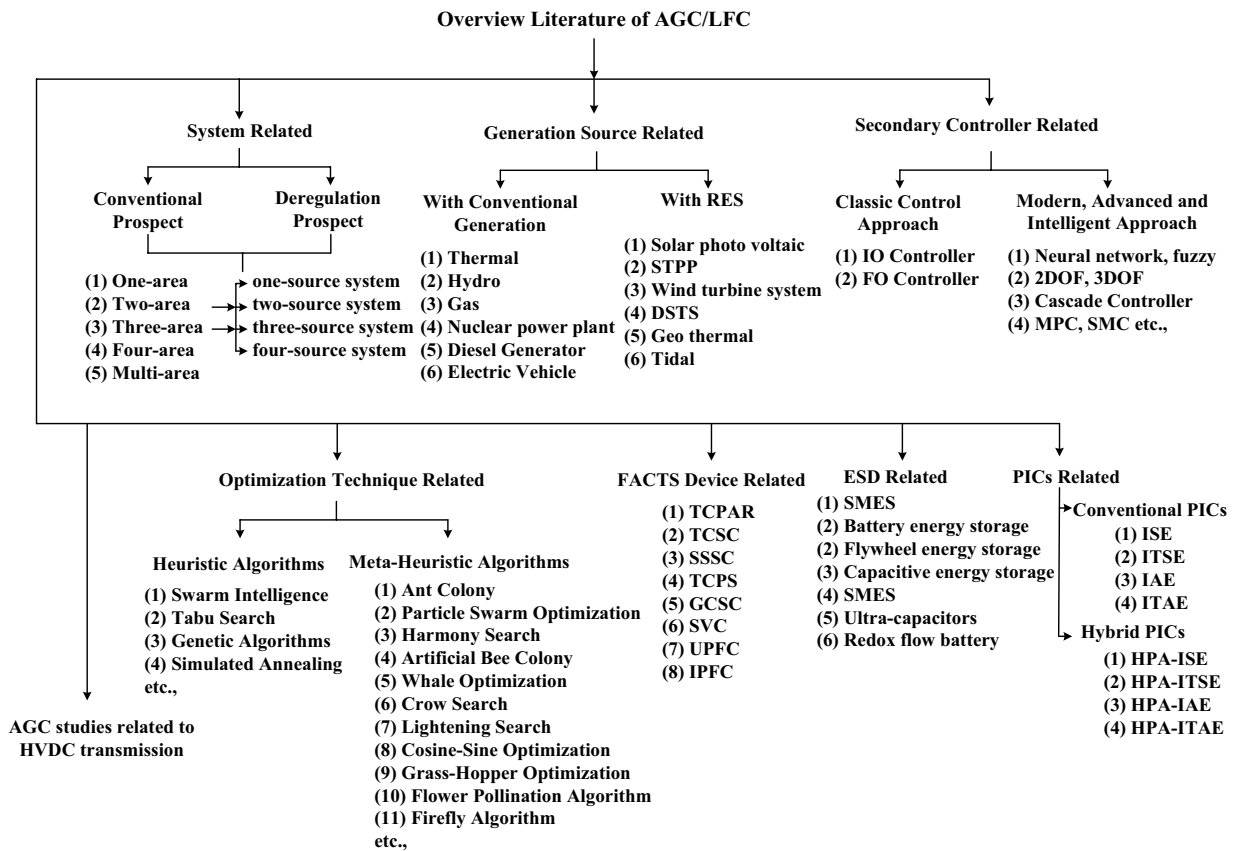 Overview Literature of AGC/LFC
System Related
Conventional
Prospect
Deregulation
Prospect
(1) One-area
(2) Two-area
(3) Three-area
(4) Four-area
(5) Multi-area
one-source system
two-source system
three-source system
four-source system
Generation Source Related
With Conventional
Generation
(1) Thermal
(2) Hydro
(3) Gas
(4) Nuclear power plant
(5) Diesel Generator
(6) Electric Vehicle
With RES
(1) Solar photo voltaic
(2) STPP
(3) Wind turbine system
(4) DSTS
(5) Geo thermal
(6) Tidal
Secondary Controller Related
Classic Control
Approach
(1) IO Controller
(2) FO Controller
Modern, Advanced and
Intelligent Approach
(1) Neural network, fuzzy
(2) 2DOF, 3DOF
(3) Cascade Controller
(4) MPC, SMC etc.,
AGC studies related to
HVDC transmission
Optimization Technique Related
Heuristic Algorithms
(1) Swarm Intelligence
(2) Tabu Search
(3) Genetic Algorithms
(4) Simulated Annealing
etc.,
Meta-Heuristic Algorithms
(1) Ant Colony
(2) Particle Swarm Optimization
(3) Harmony Search
(4) Artificial Bee Colony
(5) Whale Optimization
(6) Crow Search
(7) Lightening Search
(8) Cosine-Sine Optimization
(9) Grass-Hopper Optimization
(10) Flower Pollination Algorithm
(11) Firefly Algorithm
etc.,
FACTS Device Related
(1) TCPAR
(2) TCSC
(3) SSSC
(4) TCPS
(5) GCSC
(6) SVC
(7) UPFC
(8) IPFC
ESD Related
(1) SMES
(2) Battery energy storage
(2) Flywheel energy storage
(3) Capacitive energy storage
(4) SMES
(5) Ultra-capacitors
(6) Redox flow battery
PICs Related
Conventional PICs
(1) ISE
(2) ITSE
(3) IAE
(4) ITAE
Hybrid PICs
(1) HPA-ISE
(2) HPA-ITSE
(3) HPA-IAE
(4) HPA-ITAE